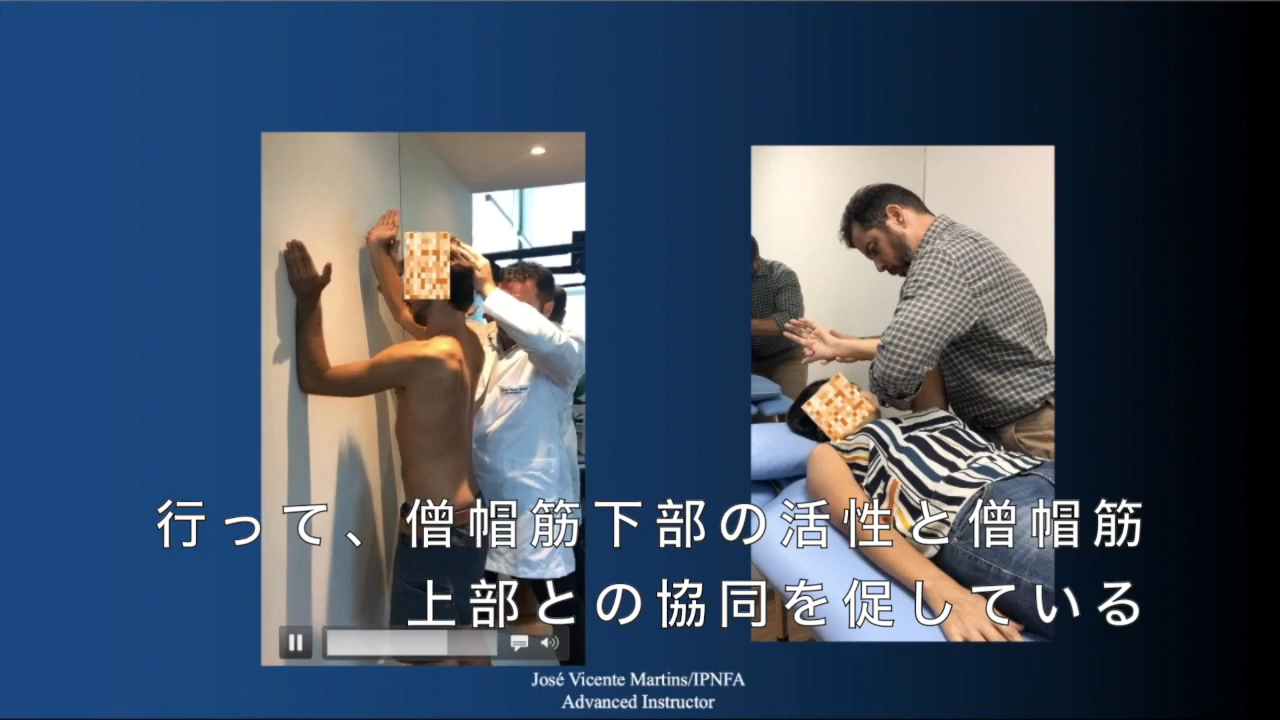 行って、僧帽筋下部の活性と僧帽筋
上部との協同を促している
José Vicente Martins/IPNFA
Advanced Instructor